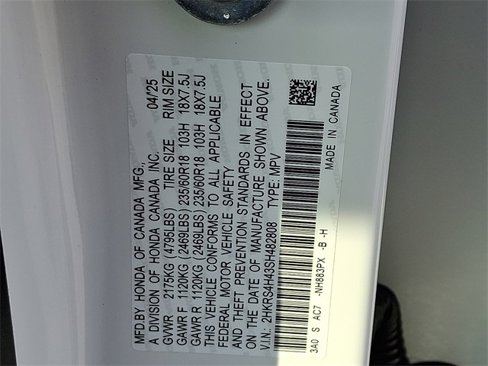 MFD.BY HONDA OF CANADA MFG.,
A DIVISION OF HONDA CANADA INC. 04/25
GVWR 2175KG (4796LBS) TIRE SIZE RIM SIZE
GAWR F 1120KG (2469LBS) 235/60R18 103H 18X7.5J
GAWR R 1120KG (2469LBS) 235/60R18 103H 18X7.5J
THIS VEHICLE CONFORMS TO ALL APPLICABLE
FEDERAL MOTOR VEHICLE SAFETY
AND THEFT PREVENTION STANDARDS IN EFFECT
ON THE DATE OF MANUFACTURE SHOWN ABOVE.
V.I.N: 2HKRS4H43SH482808 TYPE: MPV
3A0 S AC7 -NH883PX -B -H MADE IN CANADA